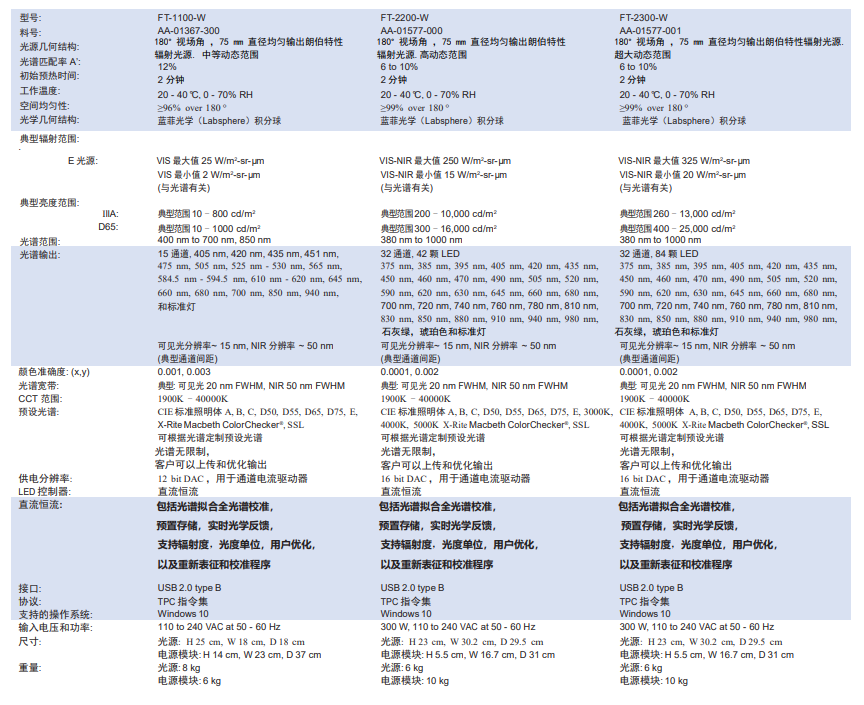 型号: FT-1100-W FT-2200-W FT-2300-W
料号: AA-01367-300 AA-01577-000 AA-01577-001
光源几何结构: 180° 视场角 ，75 mm 直径均匀输出朗伯特性 180° 视场角 ，75 mm 直径均匀输出朗伯特性 180° 视场角 ，75 mm 直径均匀输出朗伯特性辐射光源.
辐射光源. 中等动态范围 辐射光源. 高动态范围 超大动态范围
光谱匹配率 A': 12% 6 to 10% 6 to 10%
初始预热时间: 2 分钟 2 分钟 2 分钟
工作温度: 20 - 40 ℃, 0 - 70% RH 20 - 40 ℃, 0 - 70% RH 20 - 40 ℃, 0 - 70% RH
空间均匀性: ≥96% over 180 ° ≥99% over 180 ° ≥99% over 180 °
光学几何结构: 蓝菲光学（Labsphere）积分球 蓝菲光学（Labsphere）积分球 蓝菲光学（Labsphere）积分球
典型辐射范围:
E 光源: VIS 最大值 25 W/m²-sr-μm VIS-NIR 最大值 250 W/m²-sr-μm VIS-NIR 最大值 325 W/m²-sr-μm
VIS 最小值 2 W/m²-sr-μm VIS-NIR 最小值 15 W/m²-sr-μm VIS-NIR 最小值 20 W/m²-sr-μm
(与光谱有关) (与光谱有关) (与光谱有关)
典型亮度范围:
IIIA: 典型范围 10 – 800 cd/m² 典型范围 200 - 10,000 cd/m² 典型范围 260 – 13,000 cd/m²
D65: 典型范围 10 – 1000 cd/m² 典型范围 300 - 16,000 cd/m² 典型范围 400 – 25,000 cd/m²
光谱范围: 400 nm to 700 nm, 850 nm 380 nm to 1000 nm 380 nm to 1000 nm
光谱输出: 15 通道, 405 nm, 420 nm, 435 nm, 451 nm, 32 通道, 42 颗 LED 32 通道, 84 颗 LED
475 nm, 505 nm, 525 nm - 530 nm, 565 nm, 375 nm, 385 nm, 395 nm, 405 nm, 420 nm, 435 nm, 375 nm, 385 nm, 395 nm, 405 nm, 420 nm, 435 nm,
584.5 nm - 594.5 nm, 610 nm - 620 nm, 645 nm, 450 nm, 460 nm, 470 nm, 490 nm, 505 nm, 520 nm, 450 nm, 460 nm, 470 nm, 490 nm, 505 nm, 520 nm,
660 nm, 680 nm, 700 nm, 850 nm, 940 nm, 590 nm, 620 nm, 630 nm, 645 nm, 660 nm, 680 nm, 590 nm, 620 nm, 630 nm, 645 nm, 660 nm, 680 nm,
和标准灯 700 nm, 720 nm, 740 nm, 760 nm, 780 nm, 810 nm, 700 nm, 720 nm, 740 nm, 760 nm, 780 nm, 810 nm,
830 nm, 850 nm, 880 nm, 910 nm, 940 nm, 980 nm, 830 nm, 850 nm, 880 nm, 910 nm, 940 nm, 980 nm,
石灰绿，琥珀色和标准灯 石灰绿，琥珀色和标准灯
可见光分辨率~ 15 nm, NIR 分辨率 ~ 50 nm 可见光分辨率~ 15 nm, NIR 分辨率 ~ 50 nm 可见光分辨率~ 15 nm, NIR 分辨率 ~ 50 nm
(典型通道间距) (典型通道间距) (典型通道间距)
颜色准确度: (x,y) 0.001, 0.003 0.0001, 0.002 0.0001, 0.002
光谱宽带: 典型: 可见光 20 nm FWHM, NIR 50 nm FWHM 典型: 可见光 20 nm FWHM, NIR 50 nm FWHM 典型: 可见光 20 nm FWHM, NIR 50 nm FWHM
CCT 范围: 1900K – 40000K 1900K – 40000K 1900K – 40000K
预设光谱: CIE 标准照明体 A, B, C, D50, D55, D65, D75, E, CIE 标准照明体 A, B, C, D50, D55, D65, D75, E, 3000K, CIE 标准照明体 A, B, C, D50, D55, D65, D75, E,
X-Rite Macbeth ColorChecker®, SSL 4000K, 5000K X-Rite Macbeth ColorChecker®, SSL 4000K, 5000K X-Rite Macbeth ColorChecker®, SSL
可根据光谱定制预设光谱 可根据光谱定制预设光谱 可根据光谱定制预设光谱
光谱无限制， 光谱无限制， 光谱无限制，
客户可以上传和优化输出 客户可以上传和优化输出 客户可以上传和优化输出
供电分辨率: 12 bit DAC ，用于通道电流驱动器 16 bit DAC ，用于通道电流驱动器 16 bit DAC ，用于通道电流驱动器
LED 控制器: 直流恒流 直流恒流 直流恒流
直流恒流: 包括光谱拟合全光谱校准， 包括光谱拟合全光谱校准， 包括光谱拟合全光谱校准，
预置存储，实时光学反馈， 预置存储，实时光学反馈， 预置存储，实时光学反馈，
支持辐射度，光度单位，用户优化， 支持辐射度，光度单位，用户优化， 支持辐射度，光度单位，用户优化，
以及重新表征和校准程序 以及重新表征和校准程序 以及重新表征和校准程序
接口: USB 2.0 type B USB 2.0 type B USB 2.0 type B
协议: TPC 指令集 TPC 指令集 TPC 指令集
支持的操作系统: Windows 10 Windows 10 Windows 10
输入电压和功率: 110 to 240 VAC at 50 - 60 Hz 300 W, 110 to 240 VAC at 50 - 60 Hz 300 W, 110 to 240 VAC at 50 - 60 Hz
尺寸: 光源: H 25 cm, W 18 cm, D 18 cm 光源: H 23 cm, W 30.2 cm, D 29.5 cm 光源: H 23 cm, W 30.2 cm, D 29.5 cm
电源模块: H 14 cm, W 23 cm, D 37 cm 电源模块: H 5.5 cm, W 16.7 cm, D 31 cm 电源模块: H 5.5 cm, W 16.7 cm, D 31 cm
重量: 光源: 8 kg 光源: 6 kg 光源: 6 kg
电源模块: 6 kg 电源模块: 10 kg 电源模块: 10 kg